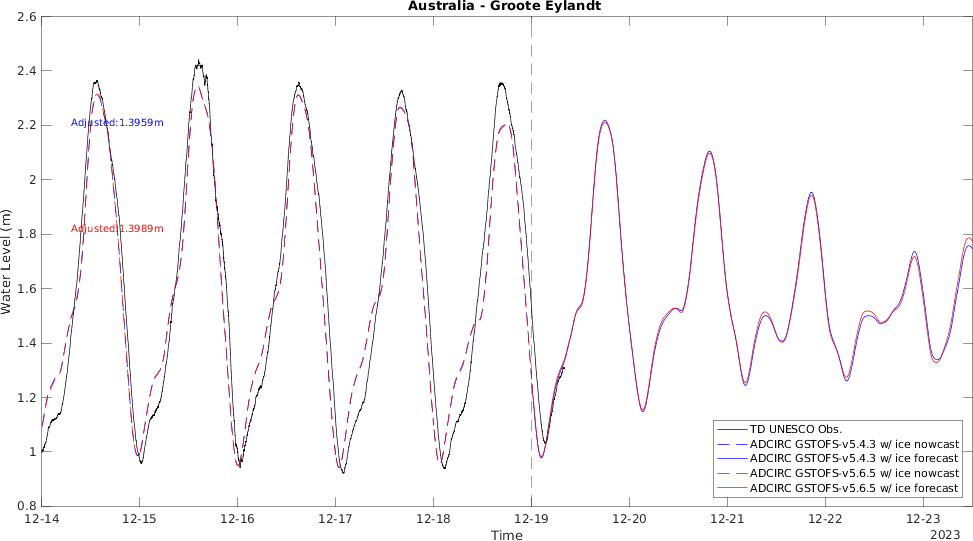 Australia - Groote Eylandt
2.6
2.4
2.2
2
1.8
1.6
1.4
1.2
1
0.8
Water Level (m)
Adjusted:1.3959m
Adjusted:1.3989m
TD UNESCO Obs.
ADCIRC GSTOFS-v5.4.3 w/ ice nowcast
ADCIRC GSTOFS-v5.4.3 w/ ice forecast
ADCIRC GSTOFS-v5.6.5 w/ ice nowcast
ADCIRC GSTOFS-v5.6.5 w/ ice forecast
12-14 12-15 12-16 12-17 12-18 12-19 12-20 12-21 12-22 12-23
Time
2023